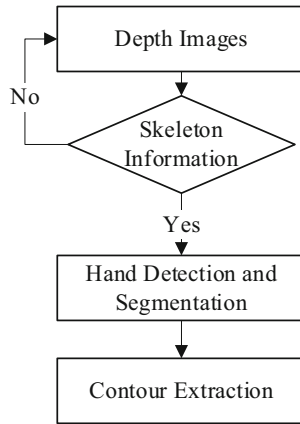 Depth Images
No
Skeleton
Information
Yes
Hand Detection and
Segmentation
Contour Extraction